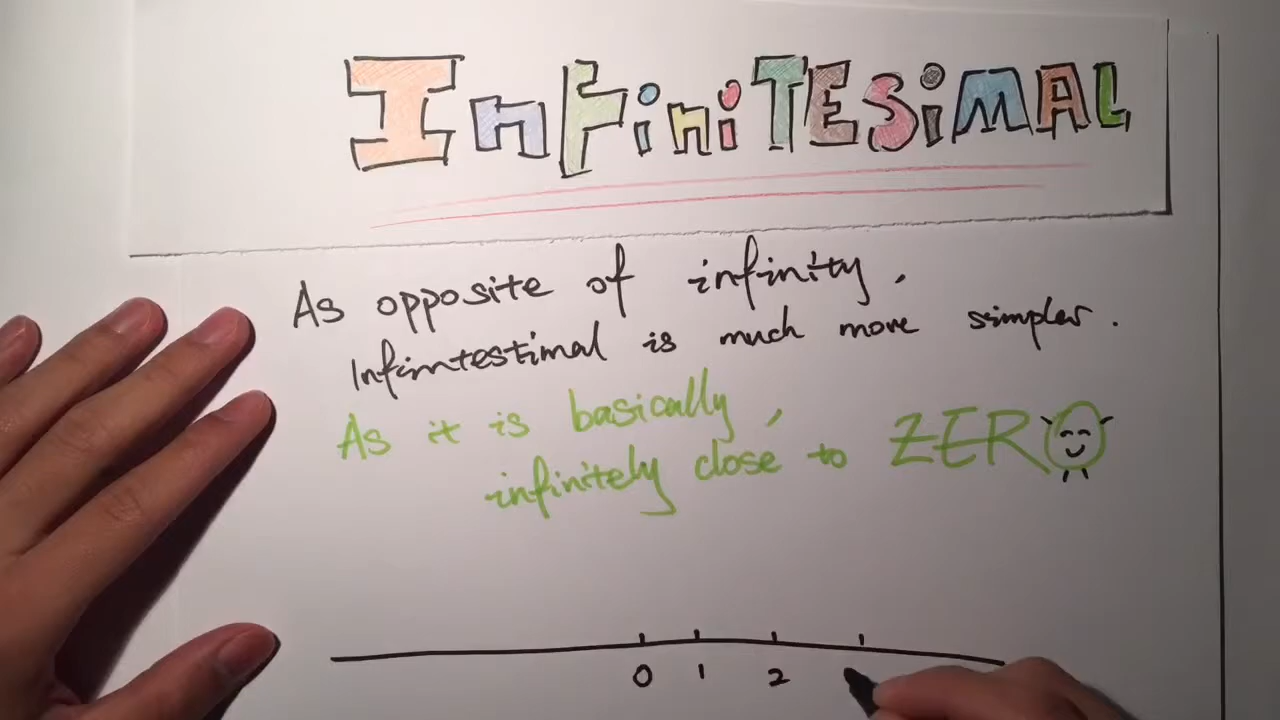 InFiniTESiMAL
As opposite of infinity,
Infintestimal is much more simpler.
As it is basically,
infinitely close to ZERO
0 1 2